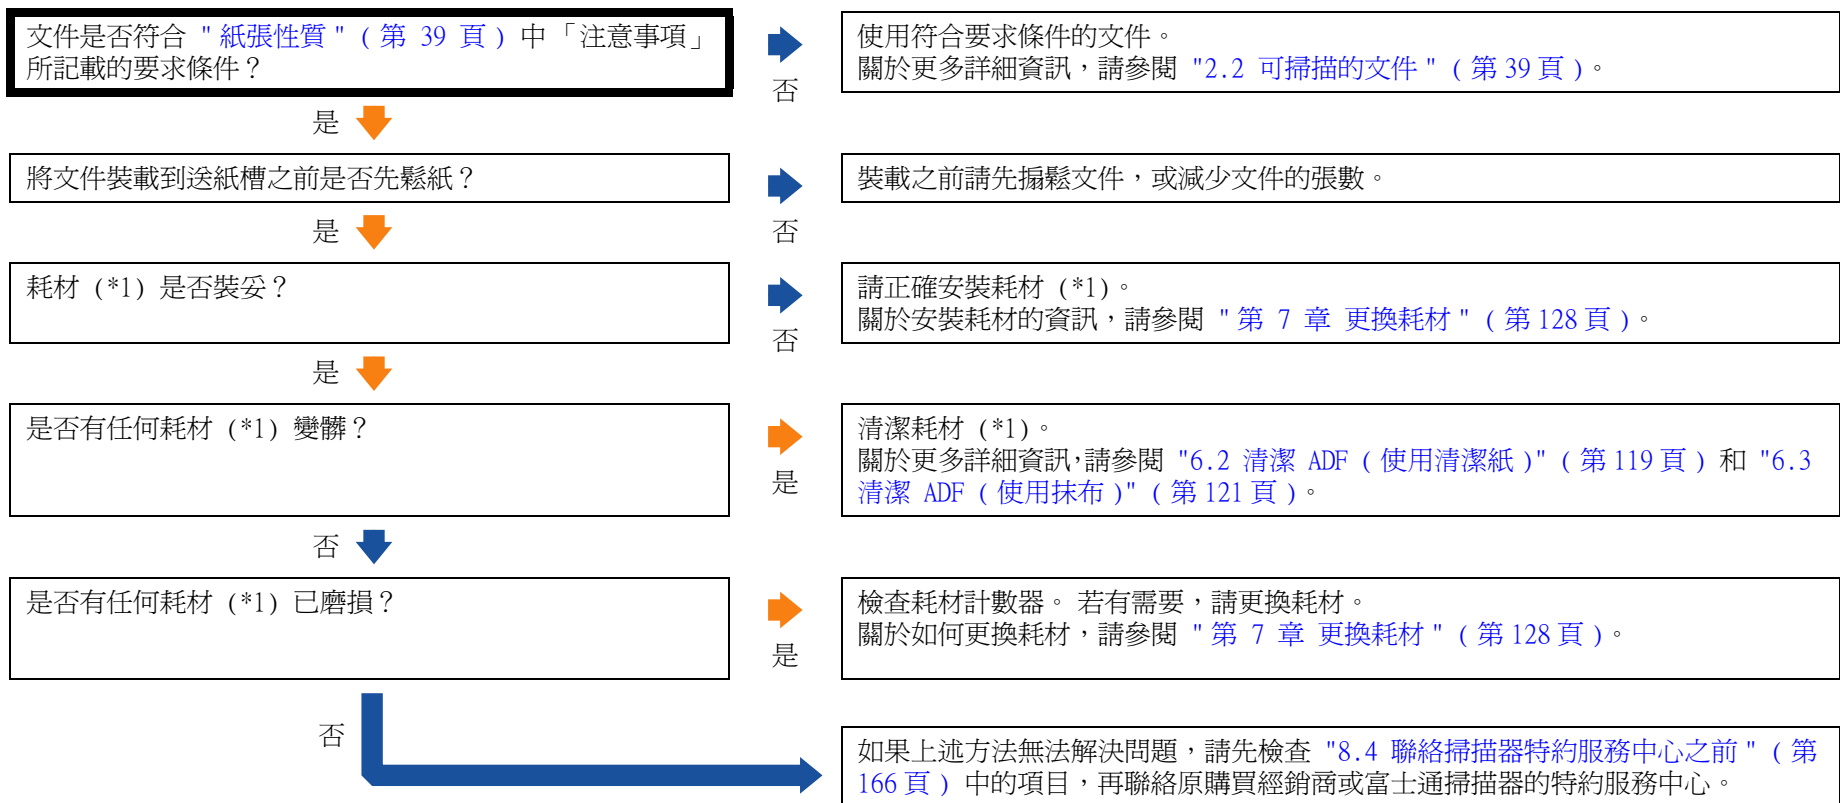 文件是否符合 "紙張性質" (第 39 頁) 中「注意事項」
所記載的要求條件？
否
使用符合要求條件的文件。
關於更多詳細資訊，請參閱 "2.2 可掃描的文件" (第 39 頁)。
是
將文件裝載到送紙槽之前是否先鬆紙？
否
裝載之前請先搧鬆文件，或減少文件的張數。
是
耗材 (*1) 是否裝妥？
否
請正確安裝耗材 (*1)。
關於安裝耗材的資訊，請參閱 "第 7 章 更換耗材" (第 128 頁)。
是
是否有任何耗材 (*1) 變髒？
是
清潔耗材 (*1)。
關於更多詳細資訊，請參閱 "6.2 清潔 ADF (使用清潔紙)" (第 119 頁) 和 "6.3
清潔 ADF (使用抹布)" (第 121 頁)。
否
是否有任何耗材 (*1) 已磨損？
是
檢查耗材計數器。 若有需要，請更換耗材。
關於如何更換耗材，請參閱 "第 7 章 更換耗材" (第 128 頁)。
否
如果上述方法無法解決問題，請先檢查 "8.4 聯絡掃描器特約服務中心之前" (第
166 頁) 中的項目，再聯絡原購買經銷商或富士通掃描器的特約服務中心。